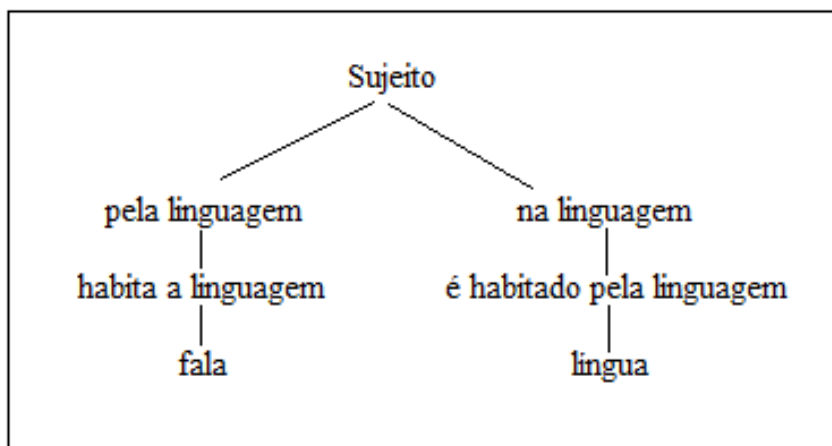 Sujeito
pela linguagem na linguagem
habita a linguagem é habitado pela linguagem
fala lingua